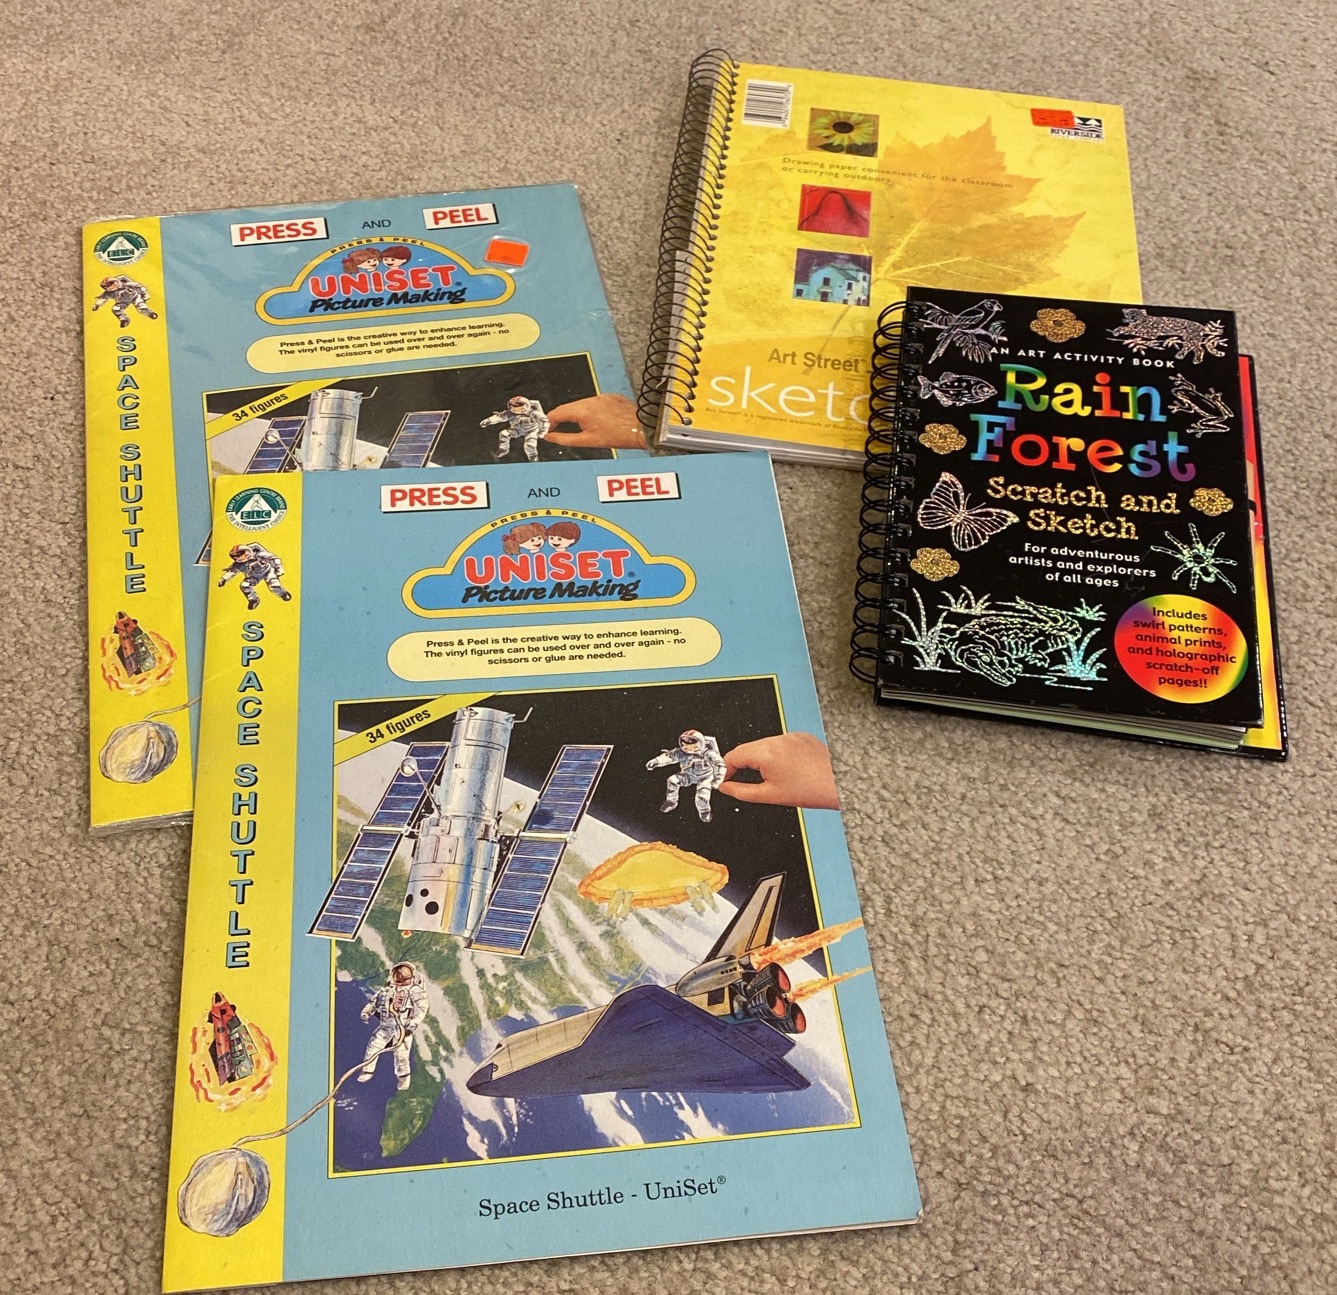 PRESS AND PEEL
PRESS & PEEL
UNISET
Picture Making
Press & Peel is the creative way to enhance learning.
The vinyl figures can be used over and over again - no
scissors or glue are needed.
34 figures
SPACE SHUTTLE
ELC
PRESS AND PEEL
PRESS & PEEL
UNISET®
Picture Making
Press & Peel is the creative way to enhance learning.
The vinyl figures can be used over and over again - no
scissors or glue are needed.
34 figures
SPACE SHUTTLE
ELC
Space Shuttle - UniSet®
RIVERSIDE
Drawing paper convenient for the classroom
or carrying outdoors.
Art Street™
sketc
AN ART ACTIVITY BOOK
Rain
Forest
Scratch and
Sketch
For adventurous
artists and explorers
of all ages
Includes
swirl patterns,
animal prints,
and holographic
scratch-off
pages!!